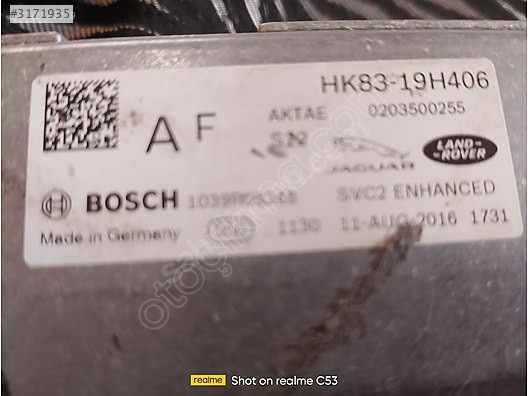 #3171935
HK83-19H406
AF
AKTAE 0203500255
JAGUAR
LAND-
ROVER
BOSCH
SVC2 ENHANCED
Made in Germany 1130 11-AUG-2016 1731
realme Shot on realme C53